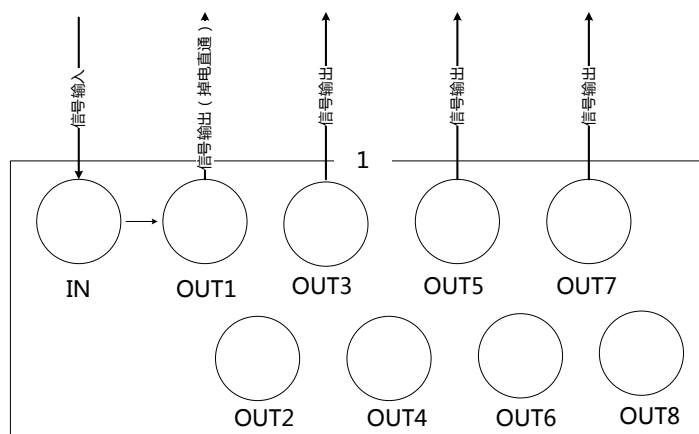 信号输入
信号输出（掉电直通）
信号输出
信号输出
信号输出
1
IN
OUT1
OUT3
OUT5
OUT7
OUT2
OUT4
OUT6
OUT8